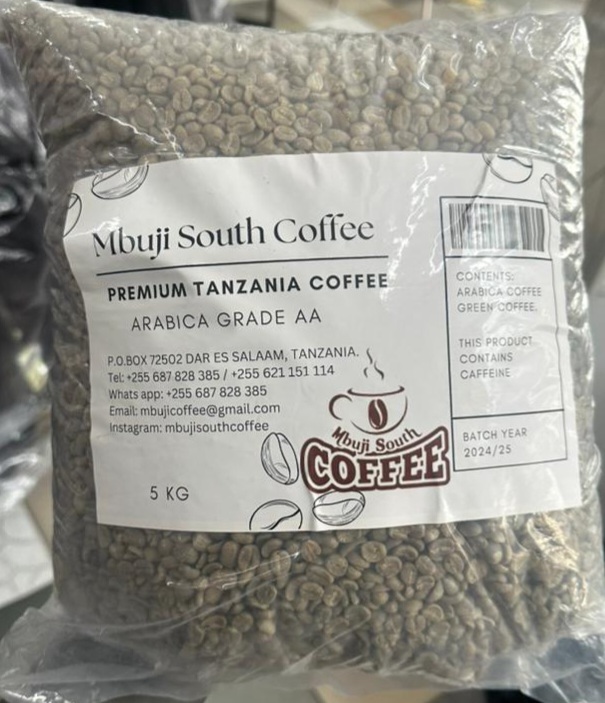 Mbuji South Coffee
PREMIUM TANZANIA COFFEE
ARABICA GRADE AA
P.O.BOX 72502 DAR ES SALAAM, TANZANIA.
Tel: +255 687 828 385 / +255 621 151 114
Whats app: +255 687 828 385
Email: mbujicoffee@gmail.com
Instagram: mbujisouthcoffee
5 KG
Mbuji South
COFFEE
CONTENTS:
ARABICA COFFEE
GREEN COFFEE.
THIS PRODUCT
CONTAINS
CAFFEINE
BATCH YEAR
2024/25